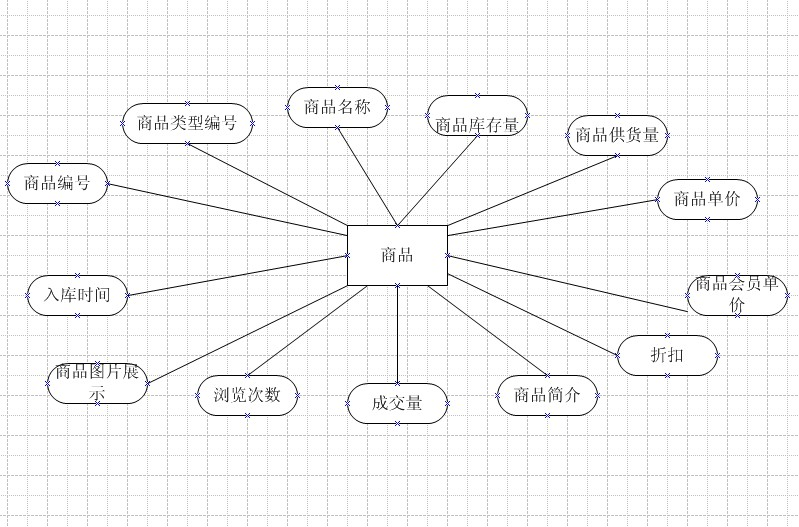 商品名称
商品类型编号
商品库存量
商品供货量
商品编号
商品单价
商品
入库时间
商品会员单
价
折扣
商品图片展
示
浏览次数
成交量
商品简介